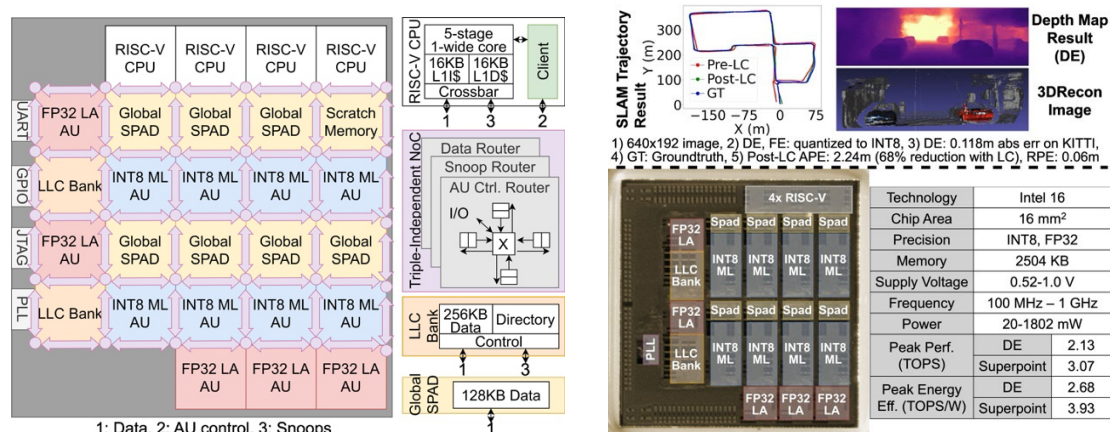 RISC-V CPU RISC-V CPU RISC-V CPU RISC-V CPU
UART
FP32 LA AU
Global SPAD
Global SPAD
Global SPAD
Scratch Memory
GPIO
LLC Bank
INT8 ML AU
INT8 ML AU
INT8 ML AU
INT8 ML AU
JTAG
FP32 LA AU
Global SPAD
Global SPAD
Global SPAD
Global SPAD
PLL
LLC Bank
INT8 ML AU
INT8 ML AU
INT8 ML AU
INT8 ML AU
FP32 LA AU
FP32 LA AU
FP32 LA AU
1: Data, 2: AU control, 3: Snoops
RISC-V CPU
5-stage
1-wide core
16KB L1I$
16KB L1D$
Crossbar
Client
1 3 2
Triple-Independent NoC
Data Router
Snoop Router
AU Ctrl. Router
I/O
X
LLC Bank
256KB Data
Directory
Control
1 3
Global SPAD
128KB Data
1
SLAM Trajectory Result
Y (m)
300
200
100
0
Pre-LC
Post-LC
GT
−150 −75 0 75
X (m)
Depth Map Result (DE)
3DRecon Image
1) 640x192 image, 2) DE, FE: quantized to INT8, 3) DE: 0.118m abs err on KITTI,
4) GT: Groundtruth, 5) Post-LC APE: 2.24m (68% reduction with LC), RPE: 0.06m
4x RISC-V
FP32 LA
Spad Spad Spad Spad
LLC Bank
INT8 ML
INT8 ML
INT8 ML
INT8 ML
FP32 LA
Spad Spad Spad Spad
PLL
LLC Bank
INT8 ML
INT8 ML
INT8 ML
INT8 ML
FP32 LA
FP32 LA
FP32 LA
Technology Intel 16
Chip Area 16 mm²
Precision INT8, FP32
Memory 2504 KB
Supply Voltage 0.52-1.0 V
Frequency 100 MHz – 1 GHz
Power 20-1802 mW
Peak Perf. (TOPS) DE 2.13
Superpoint 3.07
Peak Energy Eff. (TOPS/W) DE 2.68
Superpoint 3.93